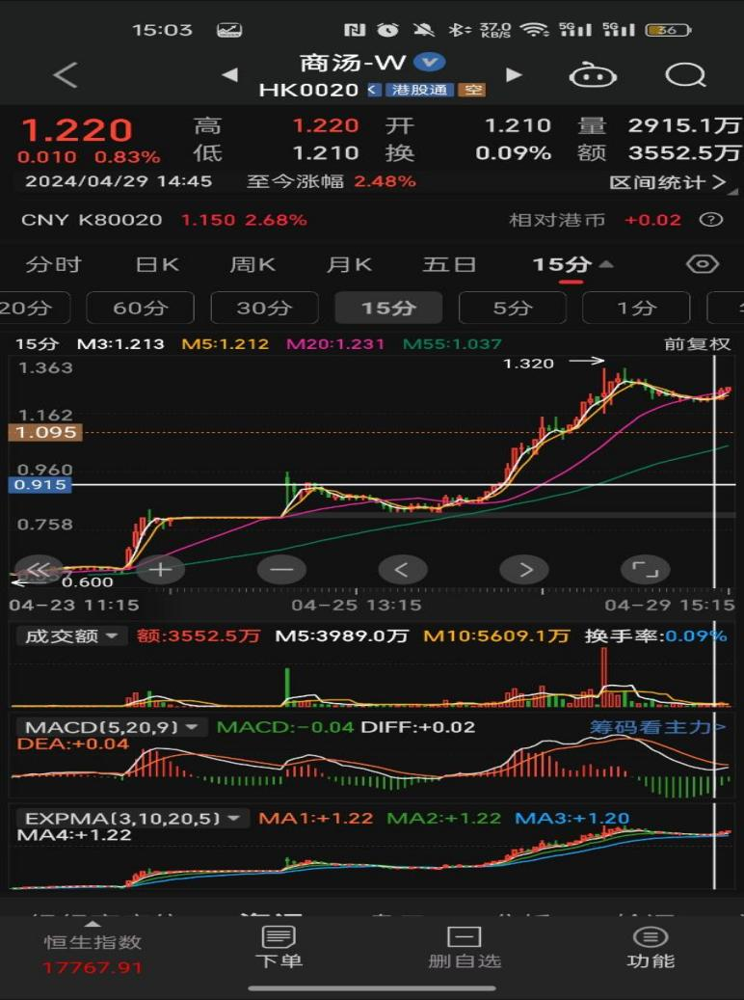 15:03 37.0 KB/S 5G 5G 36
商汤-W
HK0020 港股通 空
1.220 高 1.220 开 1.210 量 2915.1万
0.010 0.83% 低 1.210 换 0.09% 额 3552.5万
2024/04/29 14:45 至今涨幅 2.48% 区间统计>
CNY K80020 1.150 2.68% 相对港币 +0.02 ?
分时 日K 周K 月K 五日 15分
20分 60分 30分 15分 5分 1分
15分 M3:1.213 M5:1.212 M20:1.231 M55:1.037 前复权
1.363 1.320
1.162
1.095
0.960
0.915
0.758
0.600
04-23 11:15 04-25 13:15 04-29 15:15
成交额 额:3552.5万 M5:3989.0万 M10:5609.1万 换手率:0.09%
MACD(5,20,9) MACD:-0.04 DIFF:+0.02 筹码看主力>
DEA:+0.04
EXPMA(3,10,20,5) MA1:+1.22 MA2:+1.22 MA3:+1.20
MA4:+1.22
恒生指数 下单 删自选 功能
17767.91